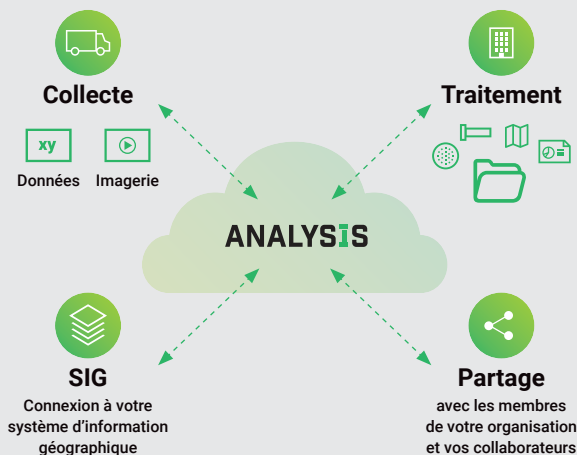 Collecte
xy
Données
Imagerie
Traitement
ANALYSIS
SIG
Connexion à votre
système d'information
géographique
Partage
avec les membres
de votre organisation
et vos collaborateurs